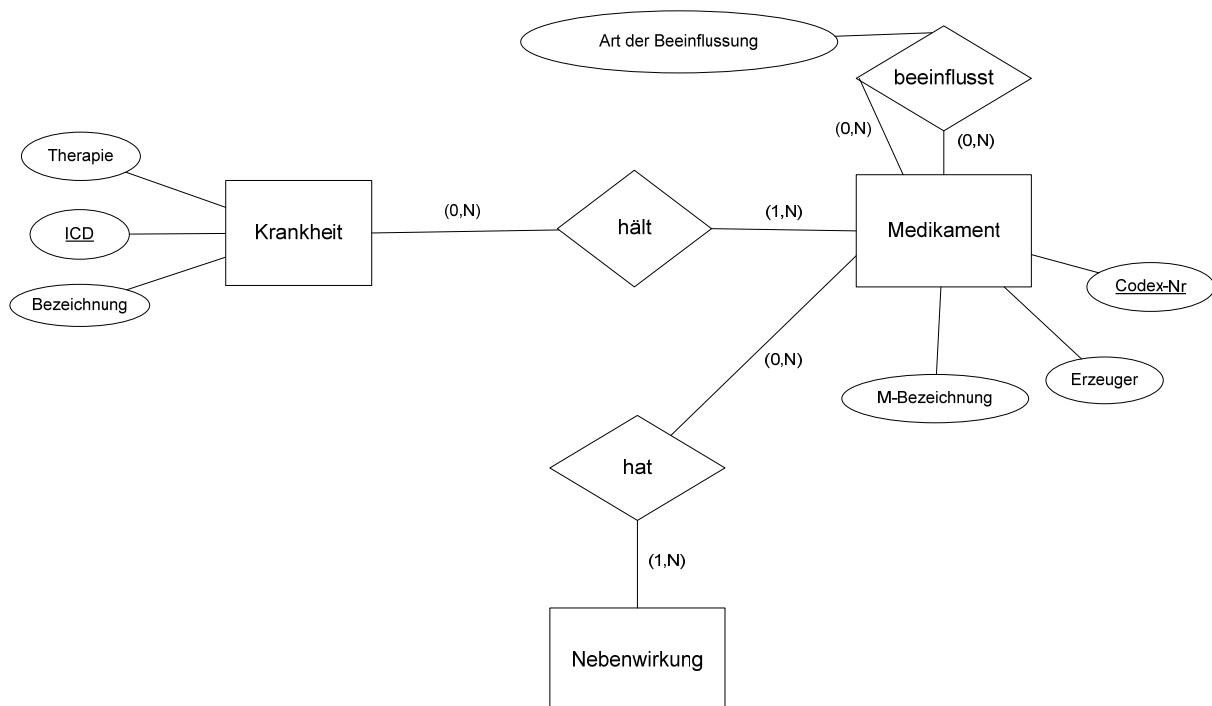 Art der Beeinflussung
beeinflusst
(0,N)
(0,N)
Therapie
ICD
Bezeichnung
Krankheit
(0,N)
hält
(1,N)
Medikament
Codex-Nr
Erzeuger
M-Bezeichnung
(0,N)
hat
(1,N)
Nebenwirkung